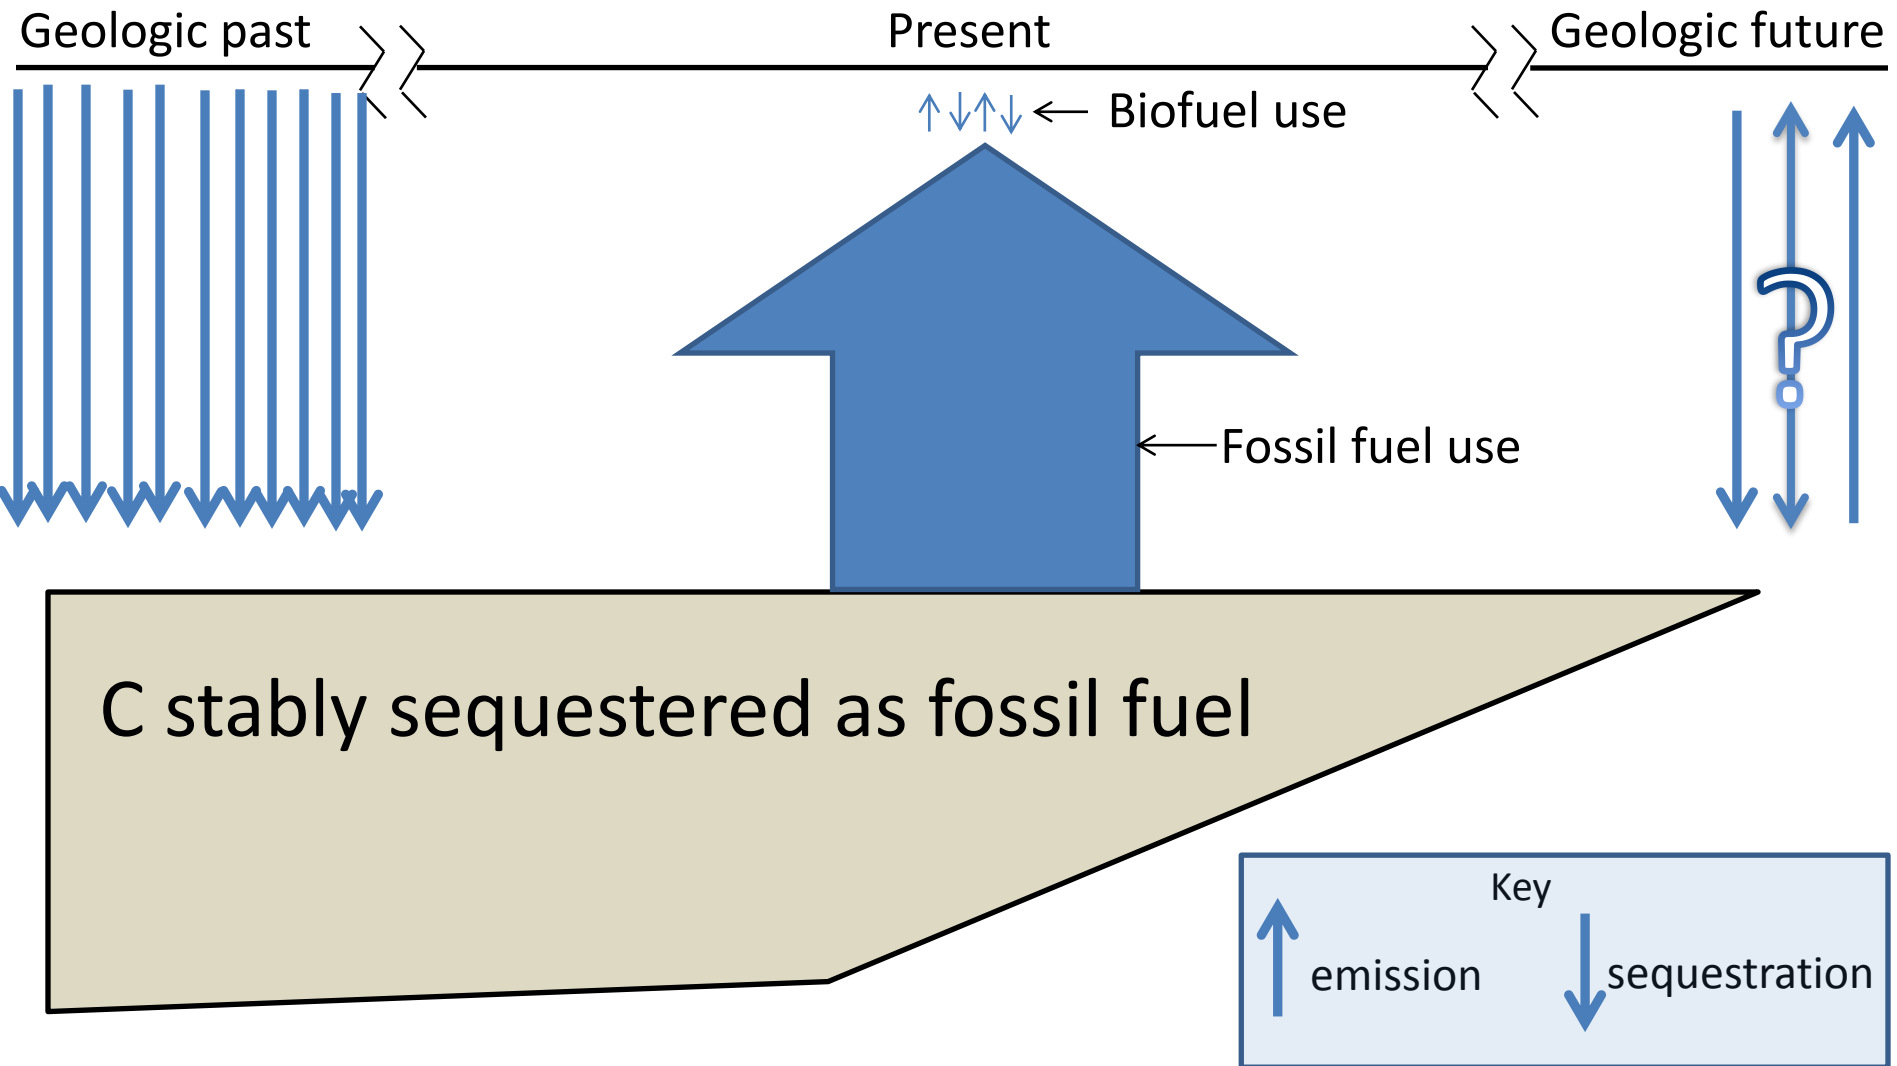 Geologic past
Present
Geologic future
Biofuel use
?
Fossil fuel use
C stably sequestered as fossil fuel
Key
emission
sequestration